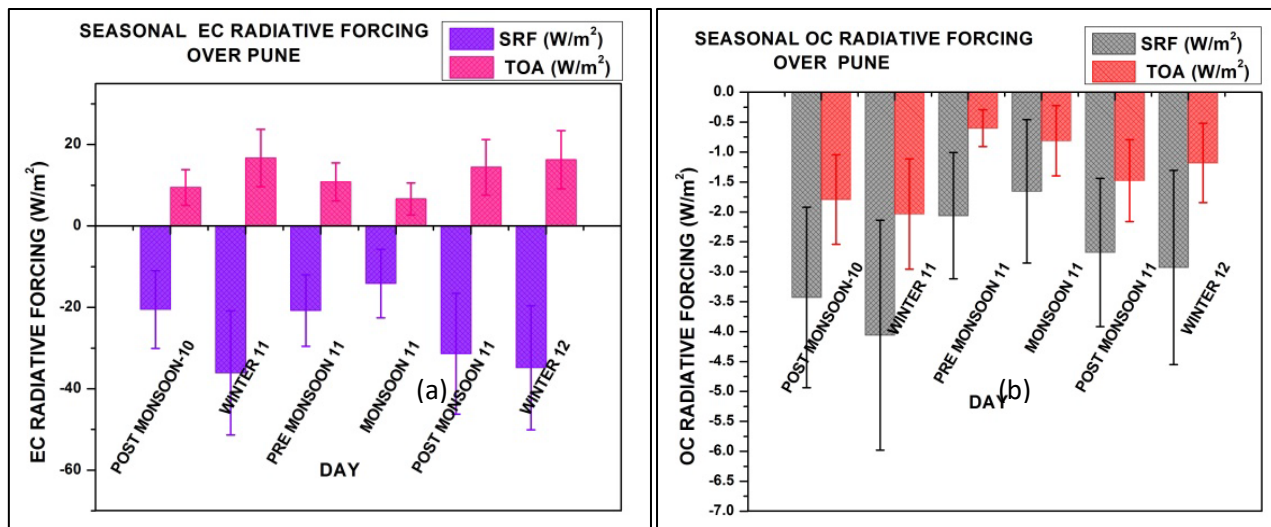 SEASONAL EC RADIATIVE FORCING
OVER PUNE
SRF (W/m²)
TOA (W/m²)
EC RADIATIVE FORCING (W/m²)
20
0
-20
-40
-60
POST MONSOON-10
WINTER 11
PRE MONSOON 11
MONSOON 11
POST MONSOON 11
WINTER 12
(a)
DAY
SEASONAL OC RADIATIVE FORCING
OVER PUNE
SRF (W/m²)
TOA (W/m²)
OC RADIATIVE FORCING (W/m²)
0.0
-0.5
-1.0
-1.5
-2.0
-2.5
-3.0
-3.5
-4.0
-4.5
-5.0
-5.5
-6.0
-6.5
-7.0
POST MONSOON-10
WINTER 11
PRE MONSOON 11
MONSOON 11
POST MONSOON 11
WINTER 12
DAY
(b)